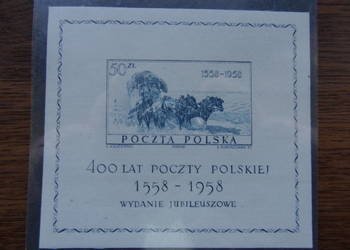 50 ZŁ
1558-1958
POCZTA POLSKA
400 LAT POCZTY POLSKIEJ
1558 - 1958
WYDANIE JUBILEUSZOWE